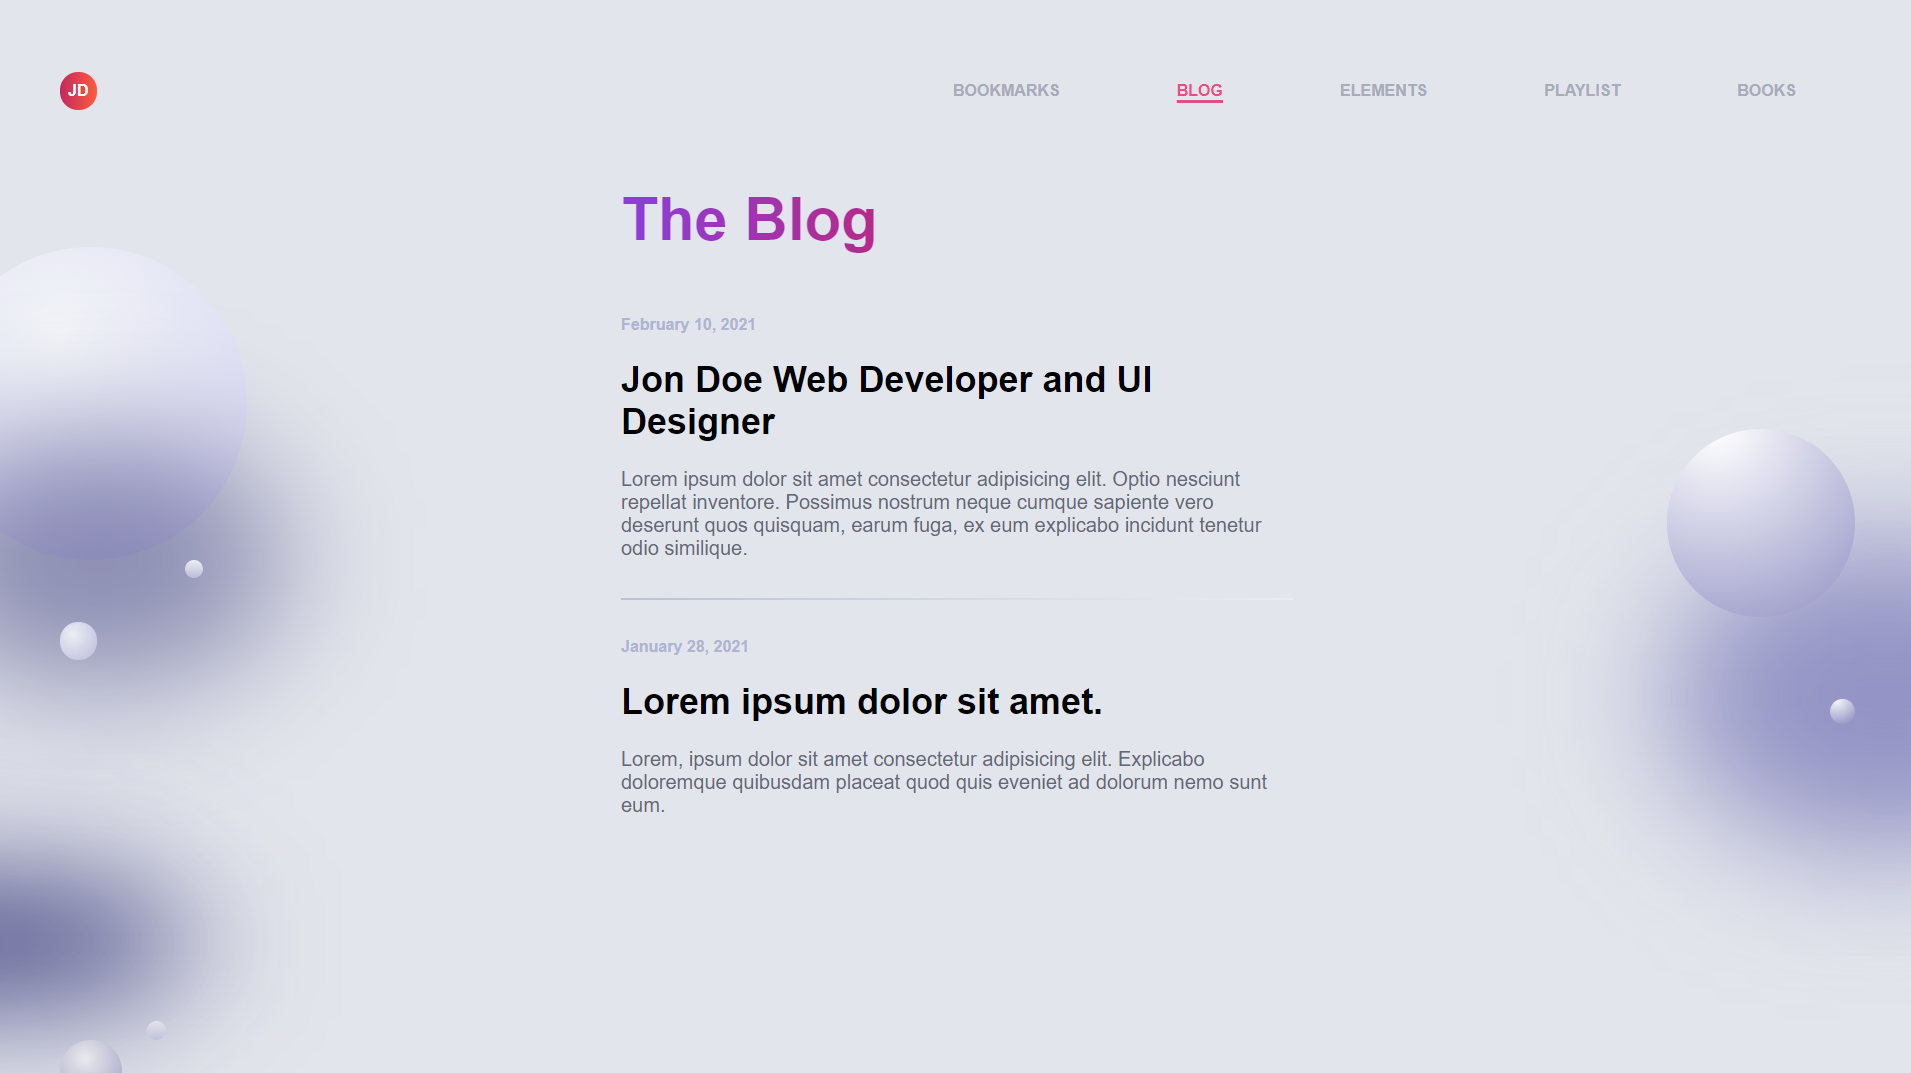 JD
BOOKMARKS
BLOG
ELEMENTS
PLAYLIST
BOOKS
The Blog
February 10, 2021
Jon Doe Web Developer and UI
Designer
Lorem ipsum dolor sit amet consectetur adipisicing elit. Optio nesciunt
repellat inventore. Possimus nostrum neque cumque sapiente vero
deserunt quos quisquam, earum fuga, ex eum explicabo incidunt tenetur
odio similique.
January 28, 2021
Lorem ipsum dolor sit amet.
Lorem, ipsum dolor sit amet consectetur adipisicing elit. Explicabo
doloremque quibusdam placeat quod quis eveniet ad dolorum nemo sunt
eum.